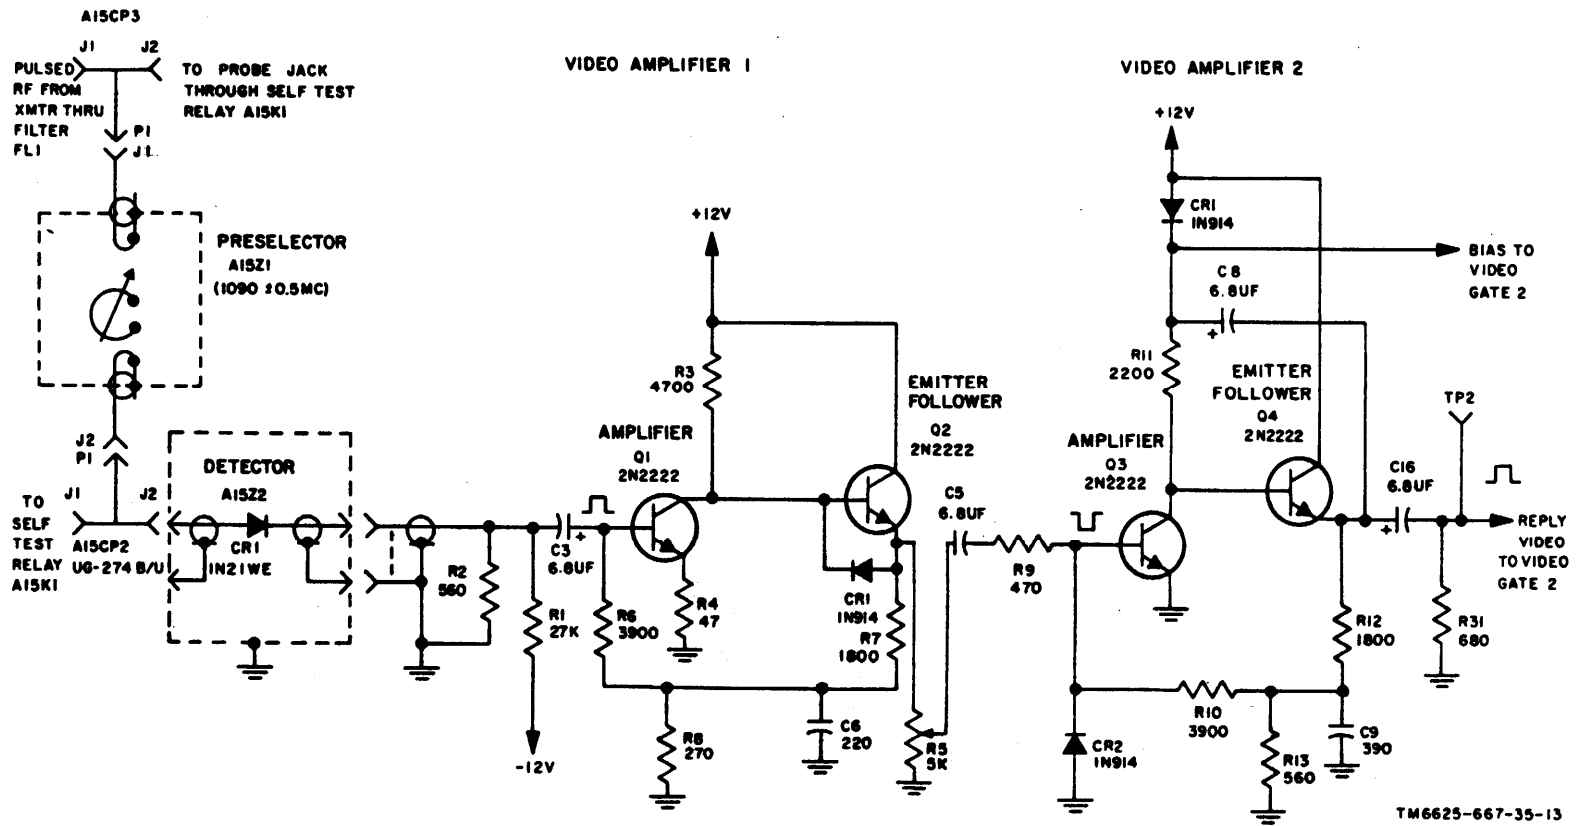 A15CP3
J1
J2
PULSED
RF FROM
XMTR THRU
FILTER
FL1
TO PROBE JACK
THROUGH SELF TEST
RELAY A15K1
P1
J1
PRESELECTOR
A15Z1
(1090 ±0.5MC)
J2
P1
J1
J2
TO
SELF
TEST
RELAY
A15K1
A15CP2
UG-274 B/U
DETECTOR
A15Z2
CR1
1N21WE
VIDEO AMPLIFIER 1
+12V
R3
4700
AMPLIFIER
Q1
2N2222
EMITTER
FOLLOWER
Q2
2N2222
C3
6.8UF
+
R2
560
R1
27K
-12V
R6
3900
R4
47
CR1
1N914
R7
1800
R8
270
C6
220
R5
5K
C5
6.8UF
R9
470
VIDEO AMPLIFIER 2
+12V
CR1
1N914
BIAS TO
VIDEO
GATE 2
C8
6.8UF
+
R11
2200
EMITTER
FOLLOWER
Q4
2N2222
AMPLIFIER
Q3
2N2222
TP2
C16
6.8UF
+
REPLY
VIDEO
TO VIDEO
GATE 2
R12
1800
R31
680
R10
3900
CR2
1N914
R13
560
C9
390
TM6625-667-35-13